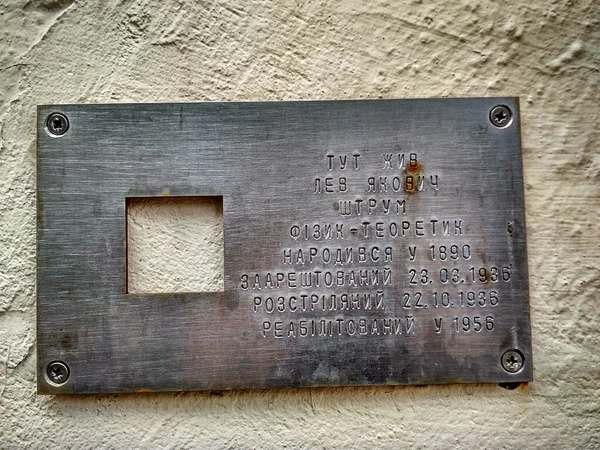 ТУТ ЖИВ
ЛЕВ ЯКОВИЧ
ШТРУМ
ФІЗИК-ТЕОРЕТИК
НАРОДИВСЯ У 1890
ЗААРЕШТОВАНИЙ 23.03.1936
РОЗСТРІЛЯНИЙ 22.10.1936
РЕАБІЛІТОВАНИЙ У 1956